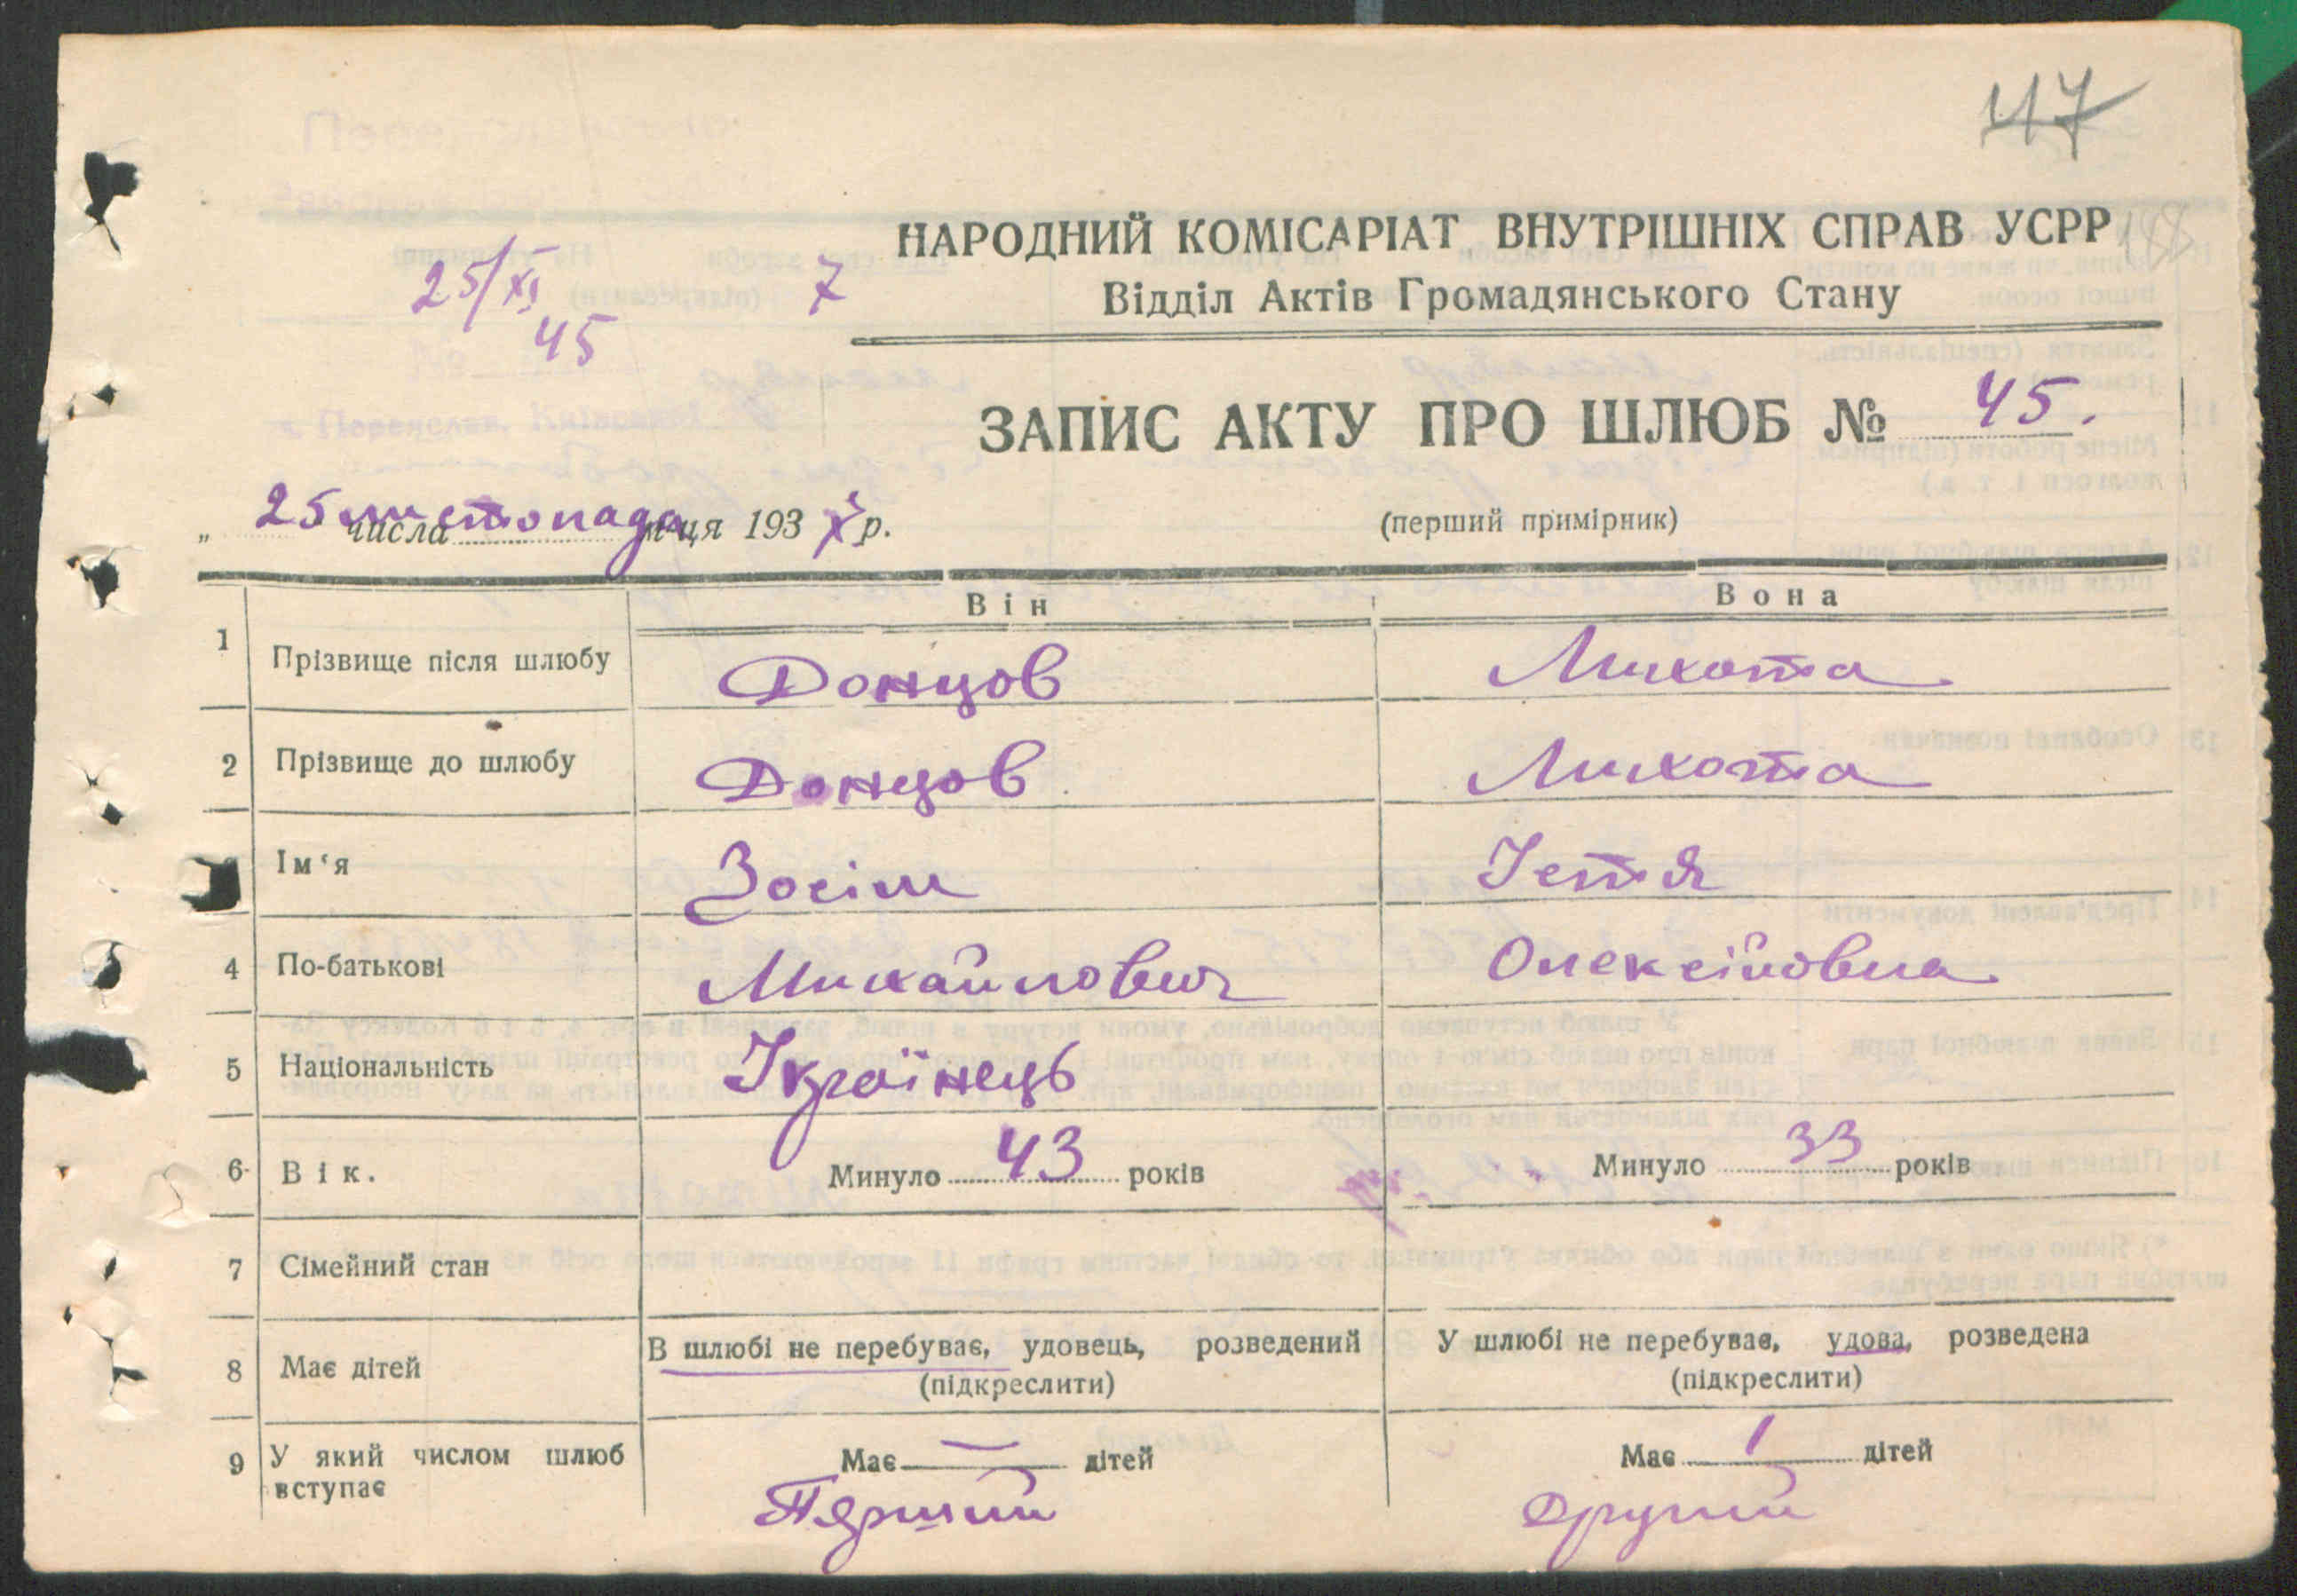 47
НАРОДНИЙ КОМІСАРІАТ ВНУТРІШНІХ СПРАВ УСРР
Відділ Актів Громадянського Стану
25/XI 7
45
ЗАПИС АКТУ ПРО ШЛЮБ № 45.
(перший примірник)
„ 25 " числа листопада м-ця 193 р.
Він Вона
1 Прізвище після шлюбу Донцов Лихота
2 Прізвище до шлюбу Донцов Лихота
Ім‘я Зосім Устя
4 По-батькові Михайлович Олексійовна
5 Національність Українець
6 Вік. Минуло 43 років Минуло 33 років
7 Сімейний стан
8 Має дітей В шлюбі не перебуває, удовець, розведений У шлюбі не перебуває, удова, розведена
(підкреслити) (підкреслити)
9 У який числом шлюб вступає Має — дітей Має 1 дітей
Перший Другий